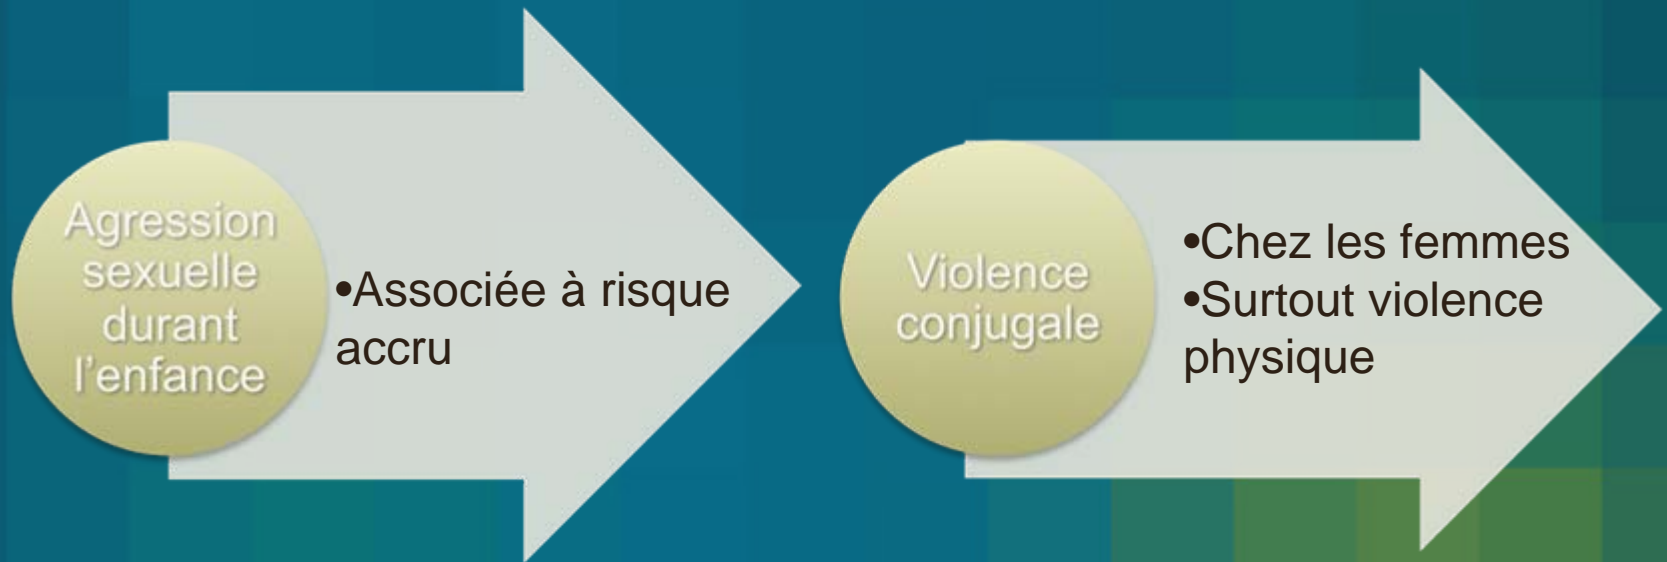 Agression
sexuelle
durant
l'enfance
•Associée à risque
accru
Violence
conjugale
•Chez les femmes
•Surtout violence
physique